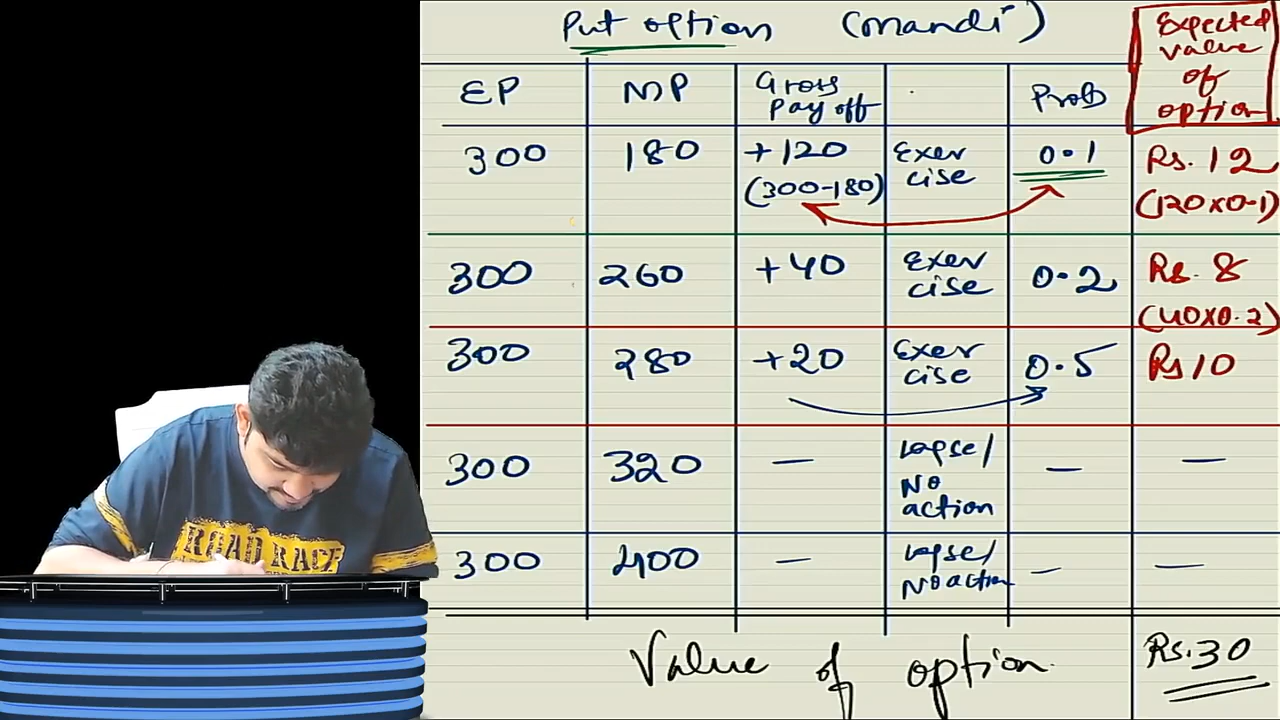 Put option (mandi)
Expected
value
of
option
EP MP Gross
Pay off Prob
300 180 +120 Exer
cise 0.1 Rs. 12
(300-180) (120x0.1)
300 260 +40 Exer
cise 0.2 Rs. 8
(40x0.2)
300 280 +20 Exer
cise 0.5 Rs 10
300 320 — lapse/
No
action — —
300 400 — lapse/
No action — —
Value of option Rs. 30
ROAD RACE